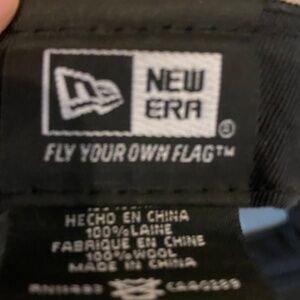 NEW
ERA
®
FLY YOUR OWN FLAG™
HECHO EN CHINA
100% LAINE
FABRIQUE EN CHINE
100% WOOL
MADE IN CHINA